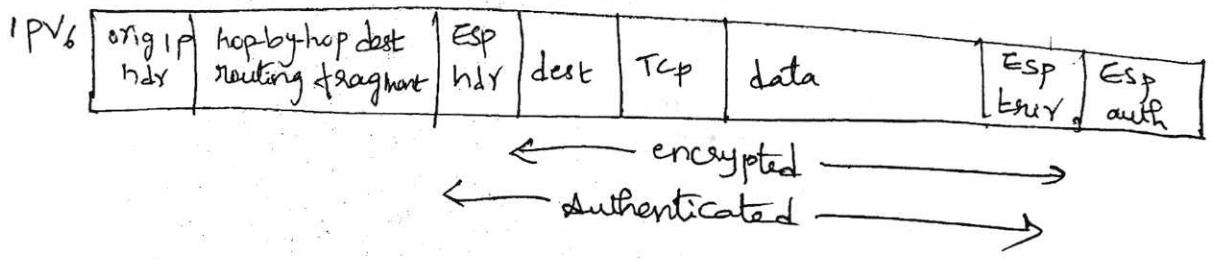 IPV6
orig IP
hdr
hop-by-hop dest
routing fragment
ESP
hdr
dest
TCP
data
ESP
trlr
ESP
auth
encrypted
Authenticated